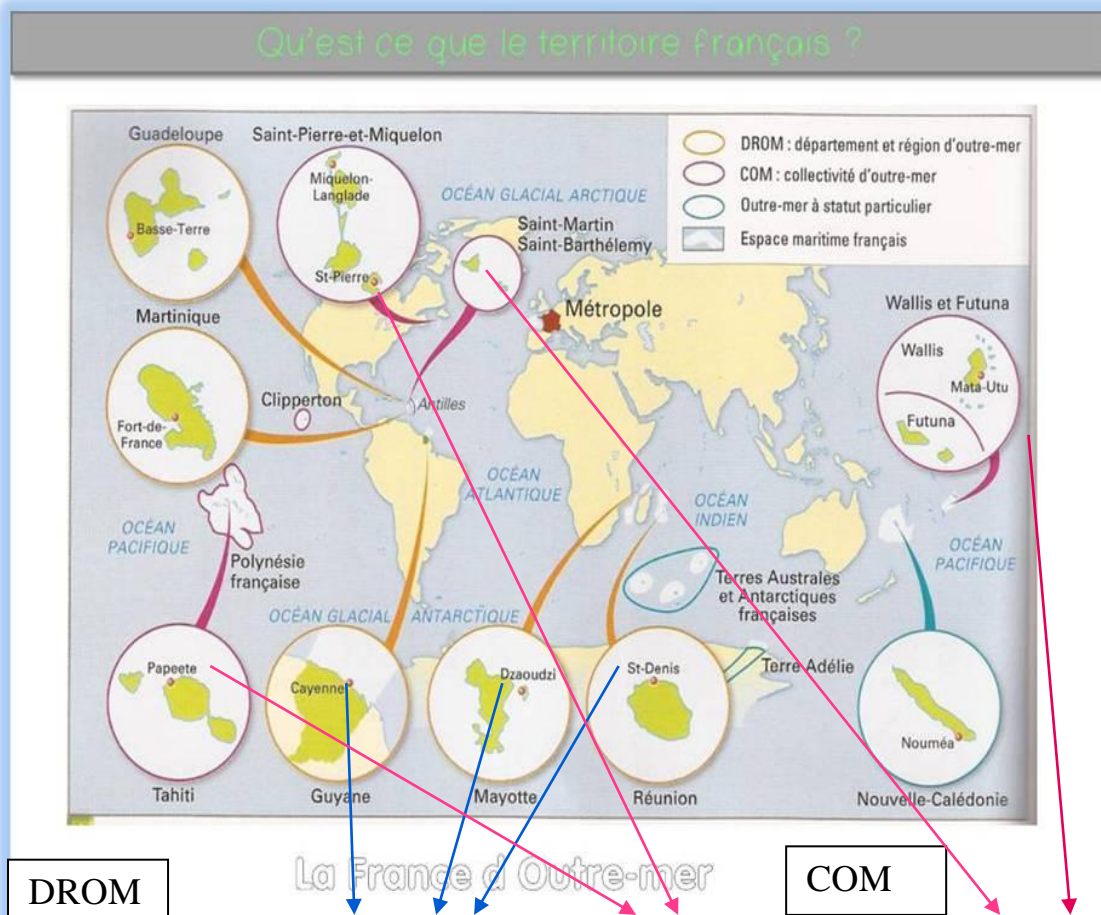 Qu'est ce que le territoire français ?
Guadeloupe
Basse-Terre
Saint-Pierre-et-Miquelon
Miquelon-
Langlade
St-Pierre
OCÉAN GLACIAL ARCTIQUE
Saint-Martin
Saint-Barthélemy
DROM : département et région d'outre-mer
COM : collectivité d'outre-mer
Outre-mer à statut particulier
Espace maritime français
Métropole
Martinique
Fort-de-
France
Clipperton
Antilles
Wallis et Futuna
Wallis
Mata-Utu
Futuna
OCÉAN
PACIFIQUE
Polynésie
française
OCÉAN
ATLANTIQUE
OCÉAN
INDIEN
OCÉAN
PACIFIQUE
Terres Australes
et Antarctiques
françaises
OCÉAN GLACIAL ANTARCTIQUE
Terre Adélie
Papeete
Tahiti
Cayenne
Guyane
Dzaoudzi
Mayotte
St-Denis
Réunion
Nouméa
Nouvelle-Calédonie
La France d'Outre-mer
DROM
COM